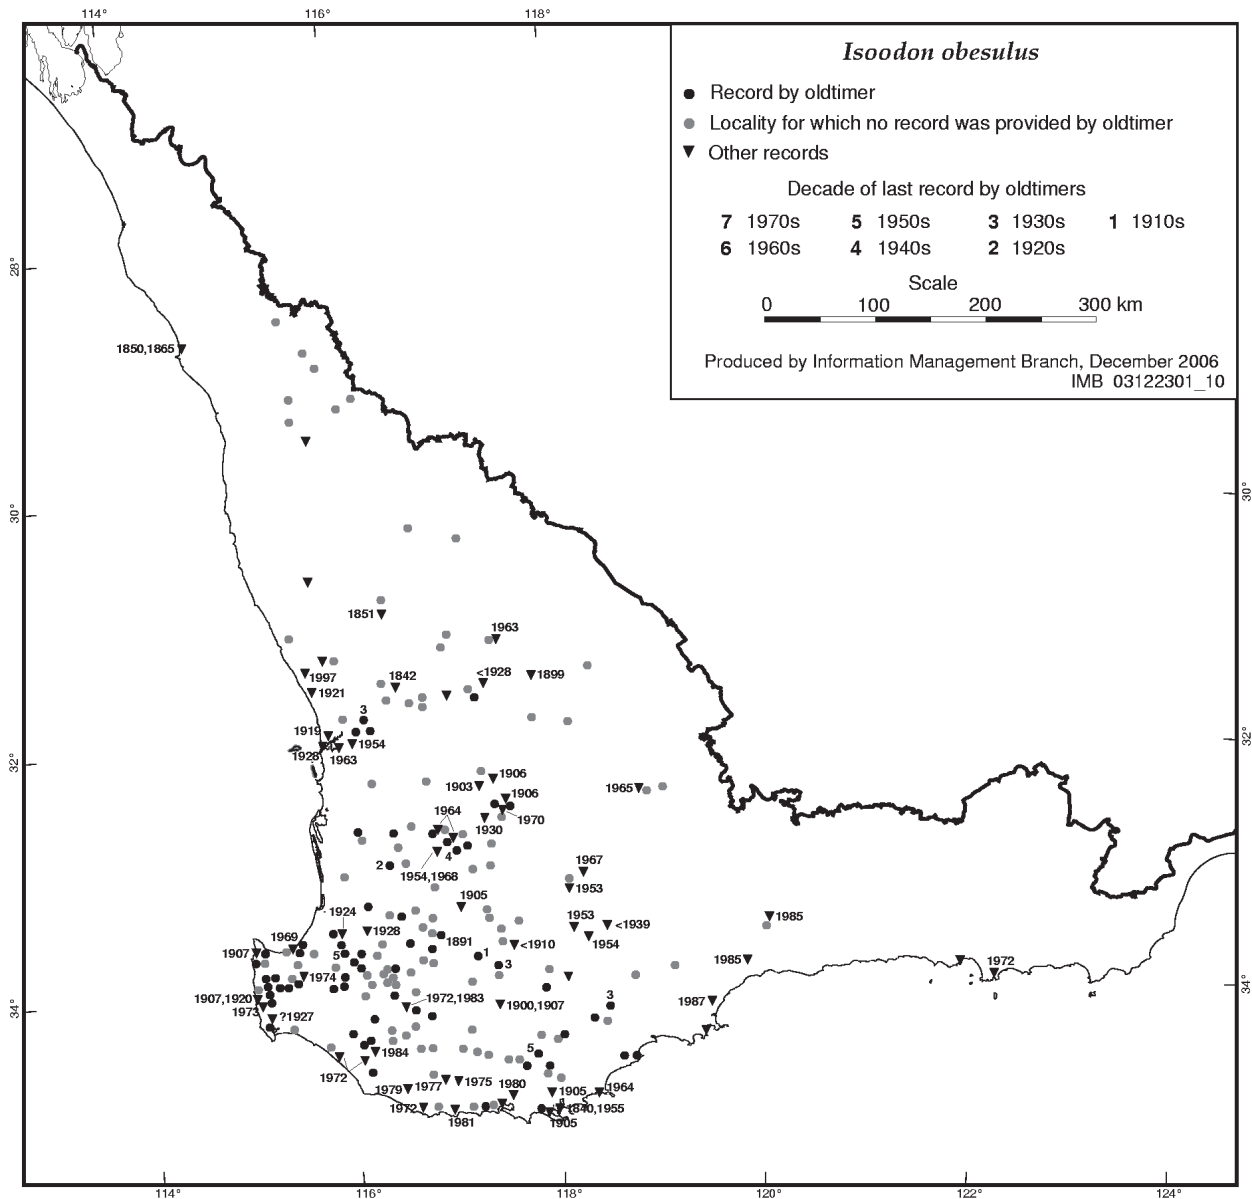 114° 116° 118°
Isoodon obesulus
Record by oldtimer
Locality for which no record was provided by oldtimer
Other records
Decade of last record by oldtimers
7 1970s 5 1950s 3 1930s 1 1910s
6 1960s 4 1940s 2 1920s
Scale
0 100 200 300 km
Produced by Information Management Branch, December 2006
IMB 03122301_10
28°
1850,1865
30° 30°
1851
1963
1997 1842 <1928 1899
1921
3
1919 1954
1928 1963
32° 32°
1906
1903 1906 1965
1964 1970
1930
4
2 1954,1968
1967
1953
1905
1924 1953 <1939 1985
1969 1928 1891 <1910 1954
1907 5 1 3 1985 1972
1974
1907,1920 1972,1983 1900,1907 3 1987
1973 ?1927
34° 34°
1984 5
1972
1979 1977 1975 1980 1905 1964
1972 1981 1840,1955
1905
114° 116° 118° 120° 122° 124°